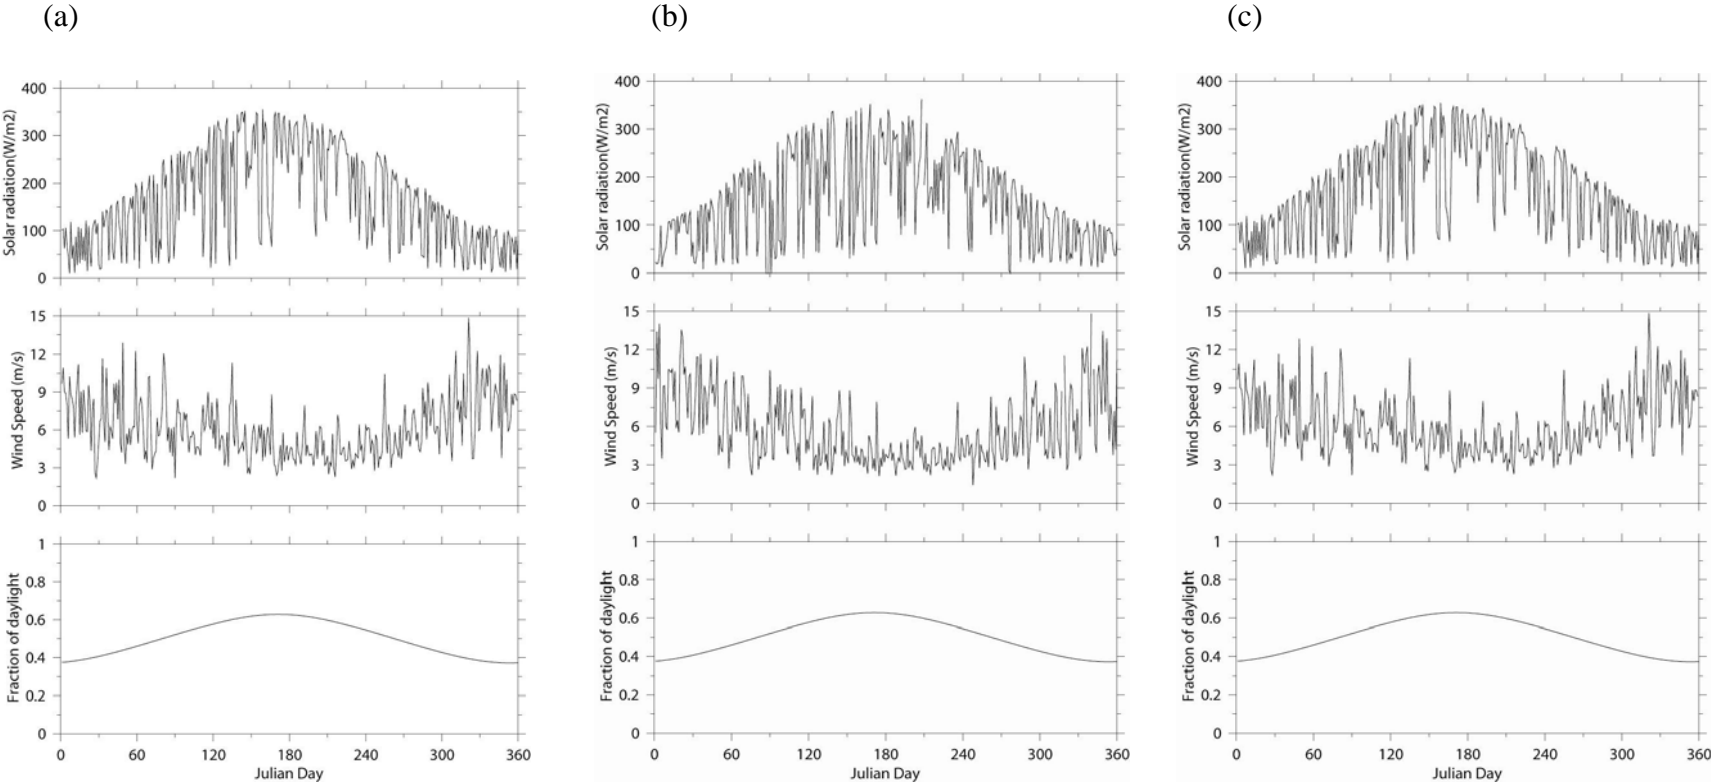 (a)
400
300
200
100
0
Solar radiation(W/m2)
15
12
9
6
3
0
Wind Speed (m/s)
1
0.8
0.6
0.4
0.2
0
Fraction of daylight
0 60 120 180 240 300 360
Julian Day
(b)
400
300
200
100
0
Solar radiation(W/m2)
15
12
9
6
3
0
Wind Speed (m/s)
1
0.8
0.6
0.4
0.2
0
Fraction of daylight
0 60 120 180 240 300 360
Julian Day
(c)
400
300
200
100
0
Solar radiation(W/m2)
15
12
9
6
3
0
Wind Speed (m/s)
1
0.8
0.6
0.4
0.2
0
Fraction of daylight
0 60 120 180 240 300 360
Julian Day